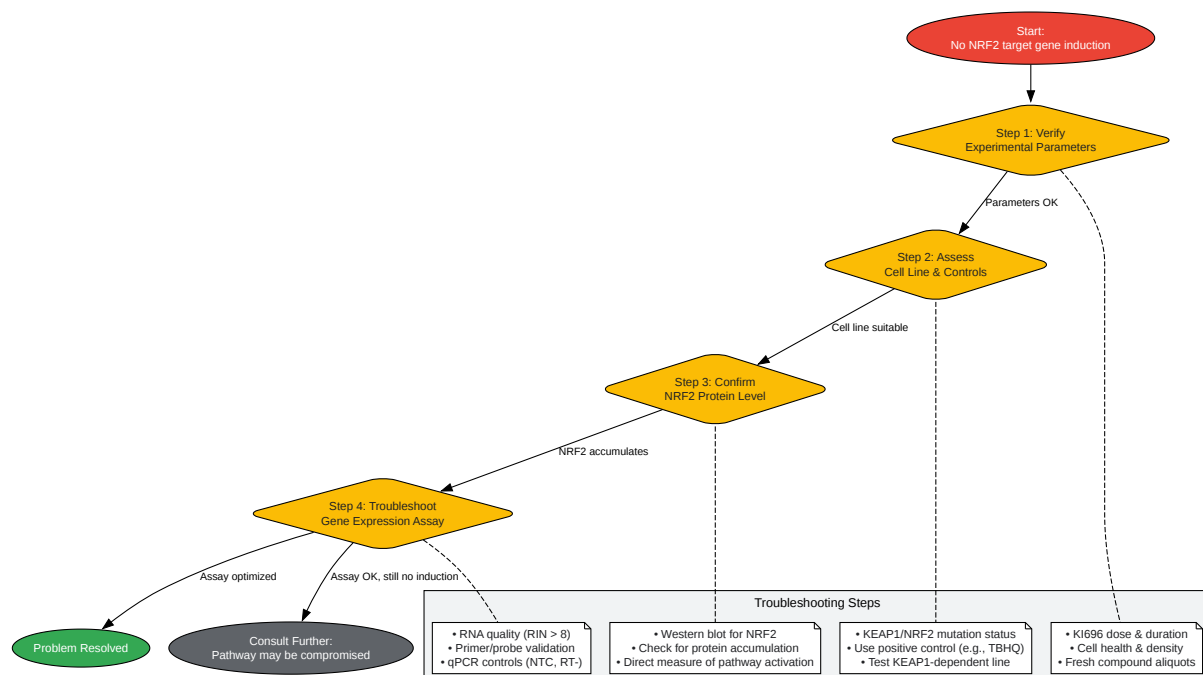 Start:
No NRF2 target gene induction
Step 1: Verify
Experimental Parameters
Parameters OK
Step 2: Assess
Cell Line & Controls
Cell line suitable
Step 3: Confirm
NRF2 Protein Level
NRF2 accumulates
Step 4: Troubleshoot
Gene Expression Assay
Assay optimized
Assay OK, still no induction
Problem Resolved
Consult Further:
Pathway may be compromised
Troubleshooting Steps
• RNA quality (RIN > 8)
• Primer/probe validation
• qPCR controls (NTC, RT-)
• Western blot for NRF2
• Check for protein accumulation
• Direct measure of pathway activation
• KEAP1/NRF2 mutation status
• Use positive control (e.g., TBHQ)
• Test KEAP1-dependent line
• KI696 dose & duration
• Cell health & density
• Fresh compound aliquots